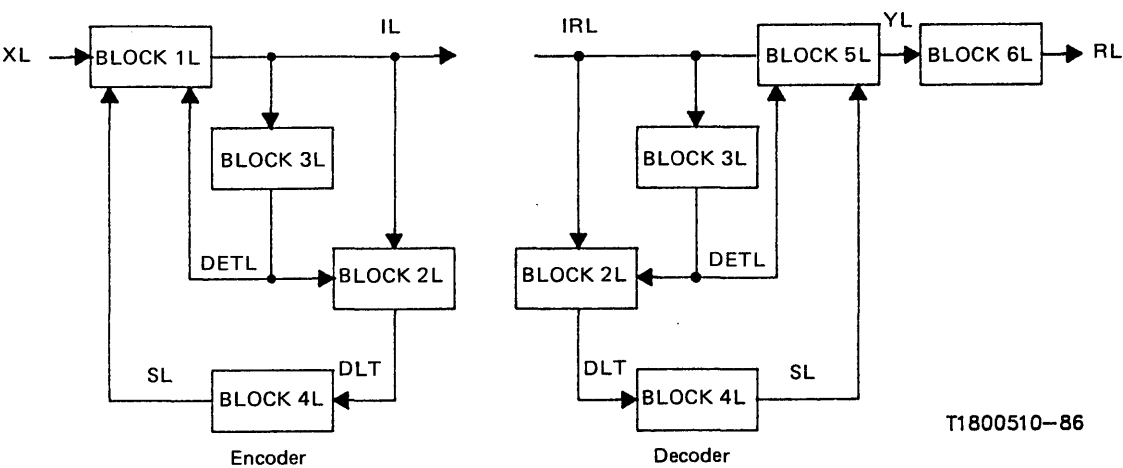 IL
IRL
YL
XL
BLOCK 1L
BLOCK 5L
BLOCK 6L
RL
BLOCK 3L
BLOCK 3L
DETL
DETL
BLOCK 2L
BLOCK 2L
SL
DLT
DLT
SL
BLOCK 4L
BLOCK 4L
T1800510-86
Encoder
Decoder